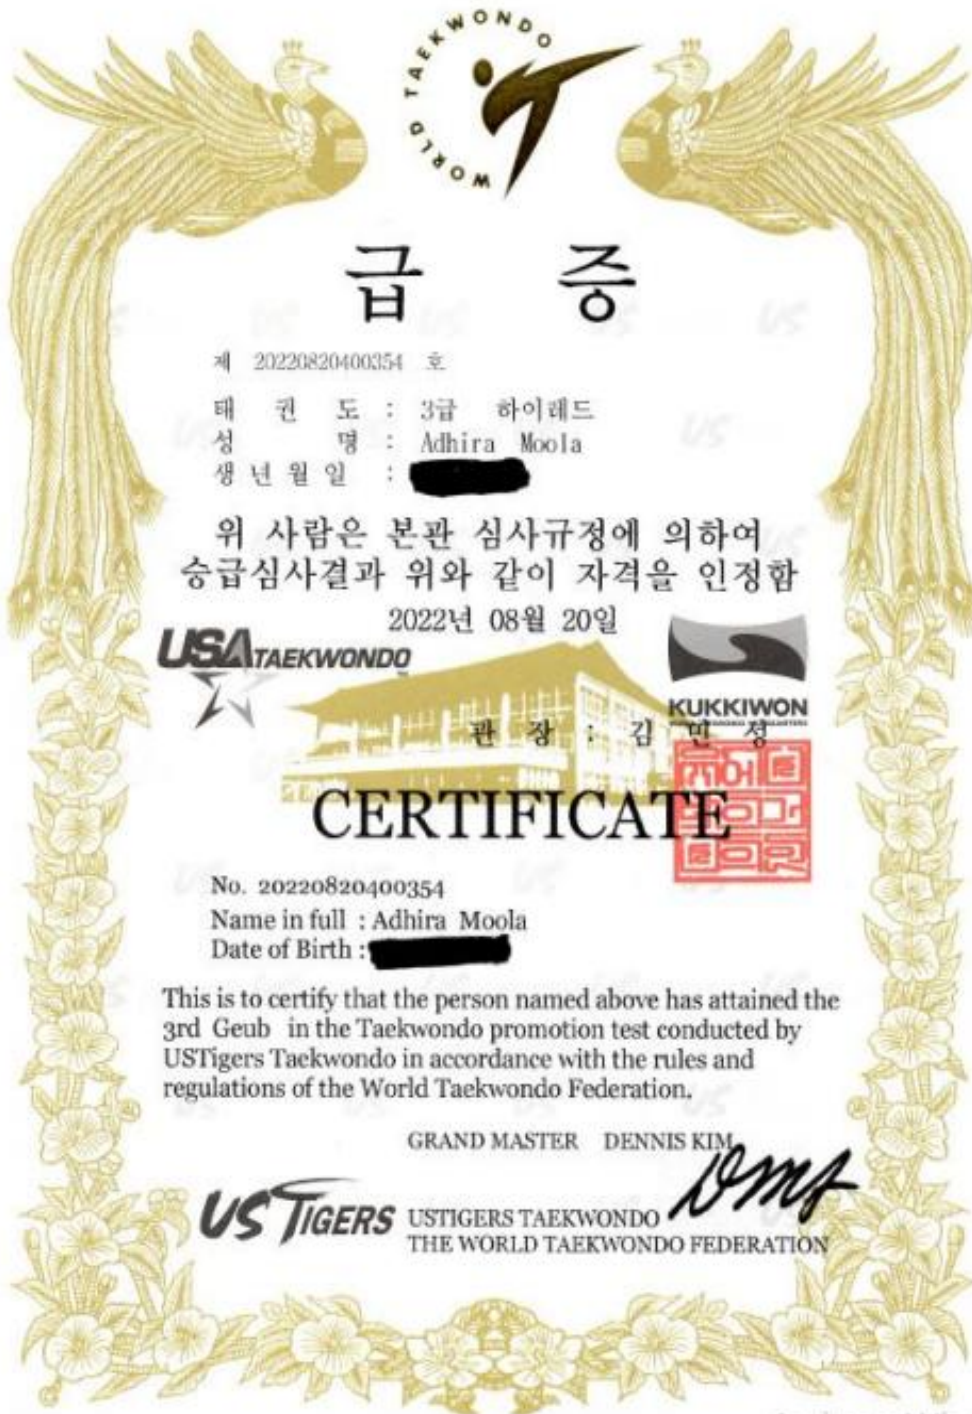 WORLD TAEKWONDO
급 증
제 20220820400354 호
태 권 도 : 3급 하이레드
성 명 : Adhira Moola
생 년 월 일 :
위 사람은 본관 심사규정에 의하여
승급심사결과 위와 같이 자격을 인정함
2022년 08월 20일
USA TAEKWONDO
KUKKIWON
관 장 : 김 민 성
CERTIFICATE
No. 20220820400354
Name in full : Adhira Moola
Date of Birth :
This is to certify that the person named above has attained the
3rd Geub in the Taekwondo promotion test conducted by
USTigers Taekwondo in accordance with the rules and
regulations of the World Taekwondo Federation.
GRAND MASTER DENNIS KIM
US TIGERS
USTIGERS TAEKWONDO
THE WORLD TAEKWONDO FEDERATION